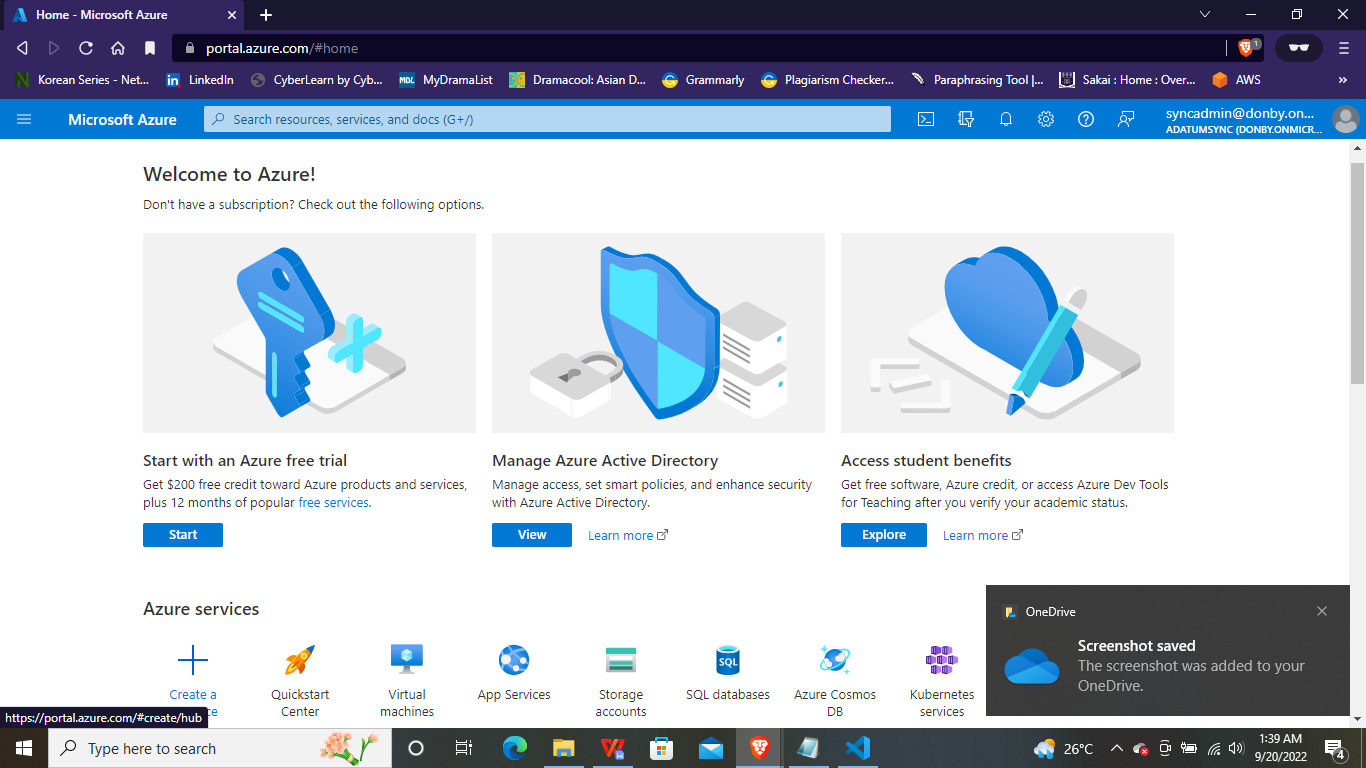 Home - Microsoft Azure
portal.azure.com/#home
1
Korean Series - Net...
LinkedIn
CyberLearn by Cyb...
MDL
MyDramaList
Dramacool: Asian D...
Grammarly
Plagiarism Checker...
Paraphrasing Tool |...
Sakai : Home : Over...
AWS
Microsoft Azure
Search resources, services, and docs (G+/)
syncadmin@donby.on...
ADATUMSYNC (DONBY.ONMICR...
Welcome to Azure!
Don't have a subscription? Check out the following options.
Start with an Azure free trial
Get $200 free credit toward Azure products and services,
plus 12 months of popular free services.
Start
Manage Azure Active Directory
Manage access, set smart policies, and enhance security
with Azure Active Directory.
View
Learn more
Access student benefits
Get free software, Azure credit, or access Azure Dev Tools
for Teaching after you verify your academic status.
Explore
Learn more
Azure services
Create a
Quickstart
Center
Virtual
machines
App Services
Storage
accounts
SQL
SQL databases
Azure Cosmos
DB
Kubernetes
services
OneDrive
Screenshot saved
The screenshot was added to your
OneDrive.
https://portal.azure.com/#create/hub
Type here to search
26°C
1:39 AM
9/20/2022
4